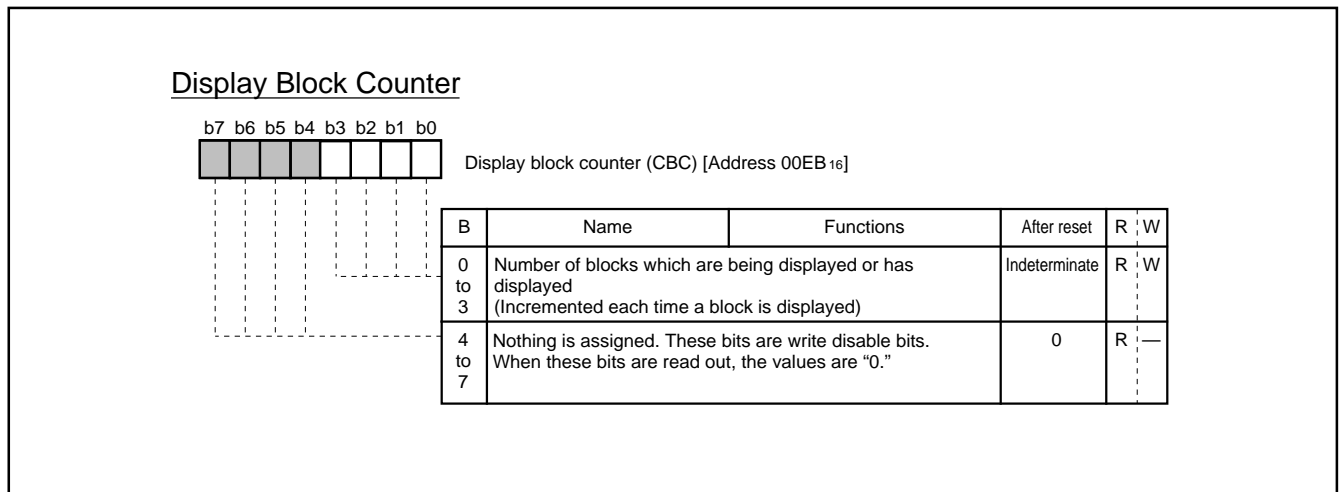 Display Block Counter
b7 b6 b5 b4 b3 b2 b1 b0
Display block counter (CBC) [Address 00EB16]
B Name Functions After reset R W
0 to 3 Number of blocks which are being displayed or has Indeterminate R W
displayed
(Incremented each time a block is displayed)
4 to 7 Nothing is assigned. These bits are write disable bits. 0 R —
When these bits are read out, the values are “0.”